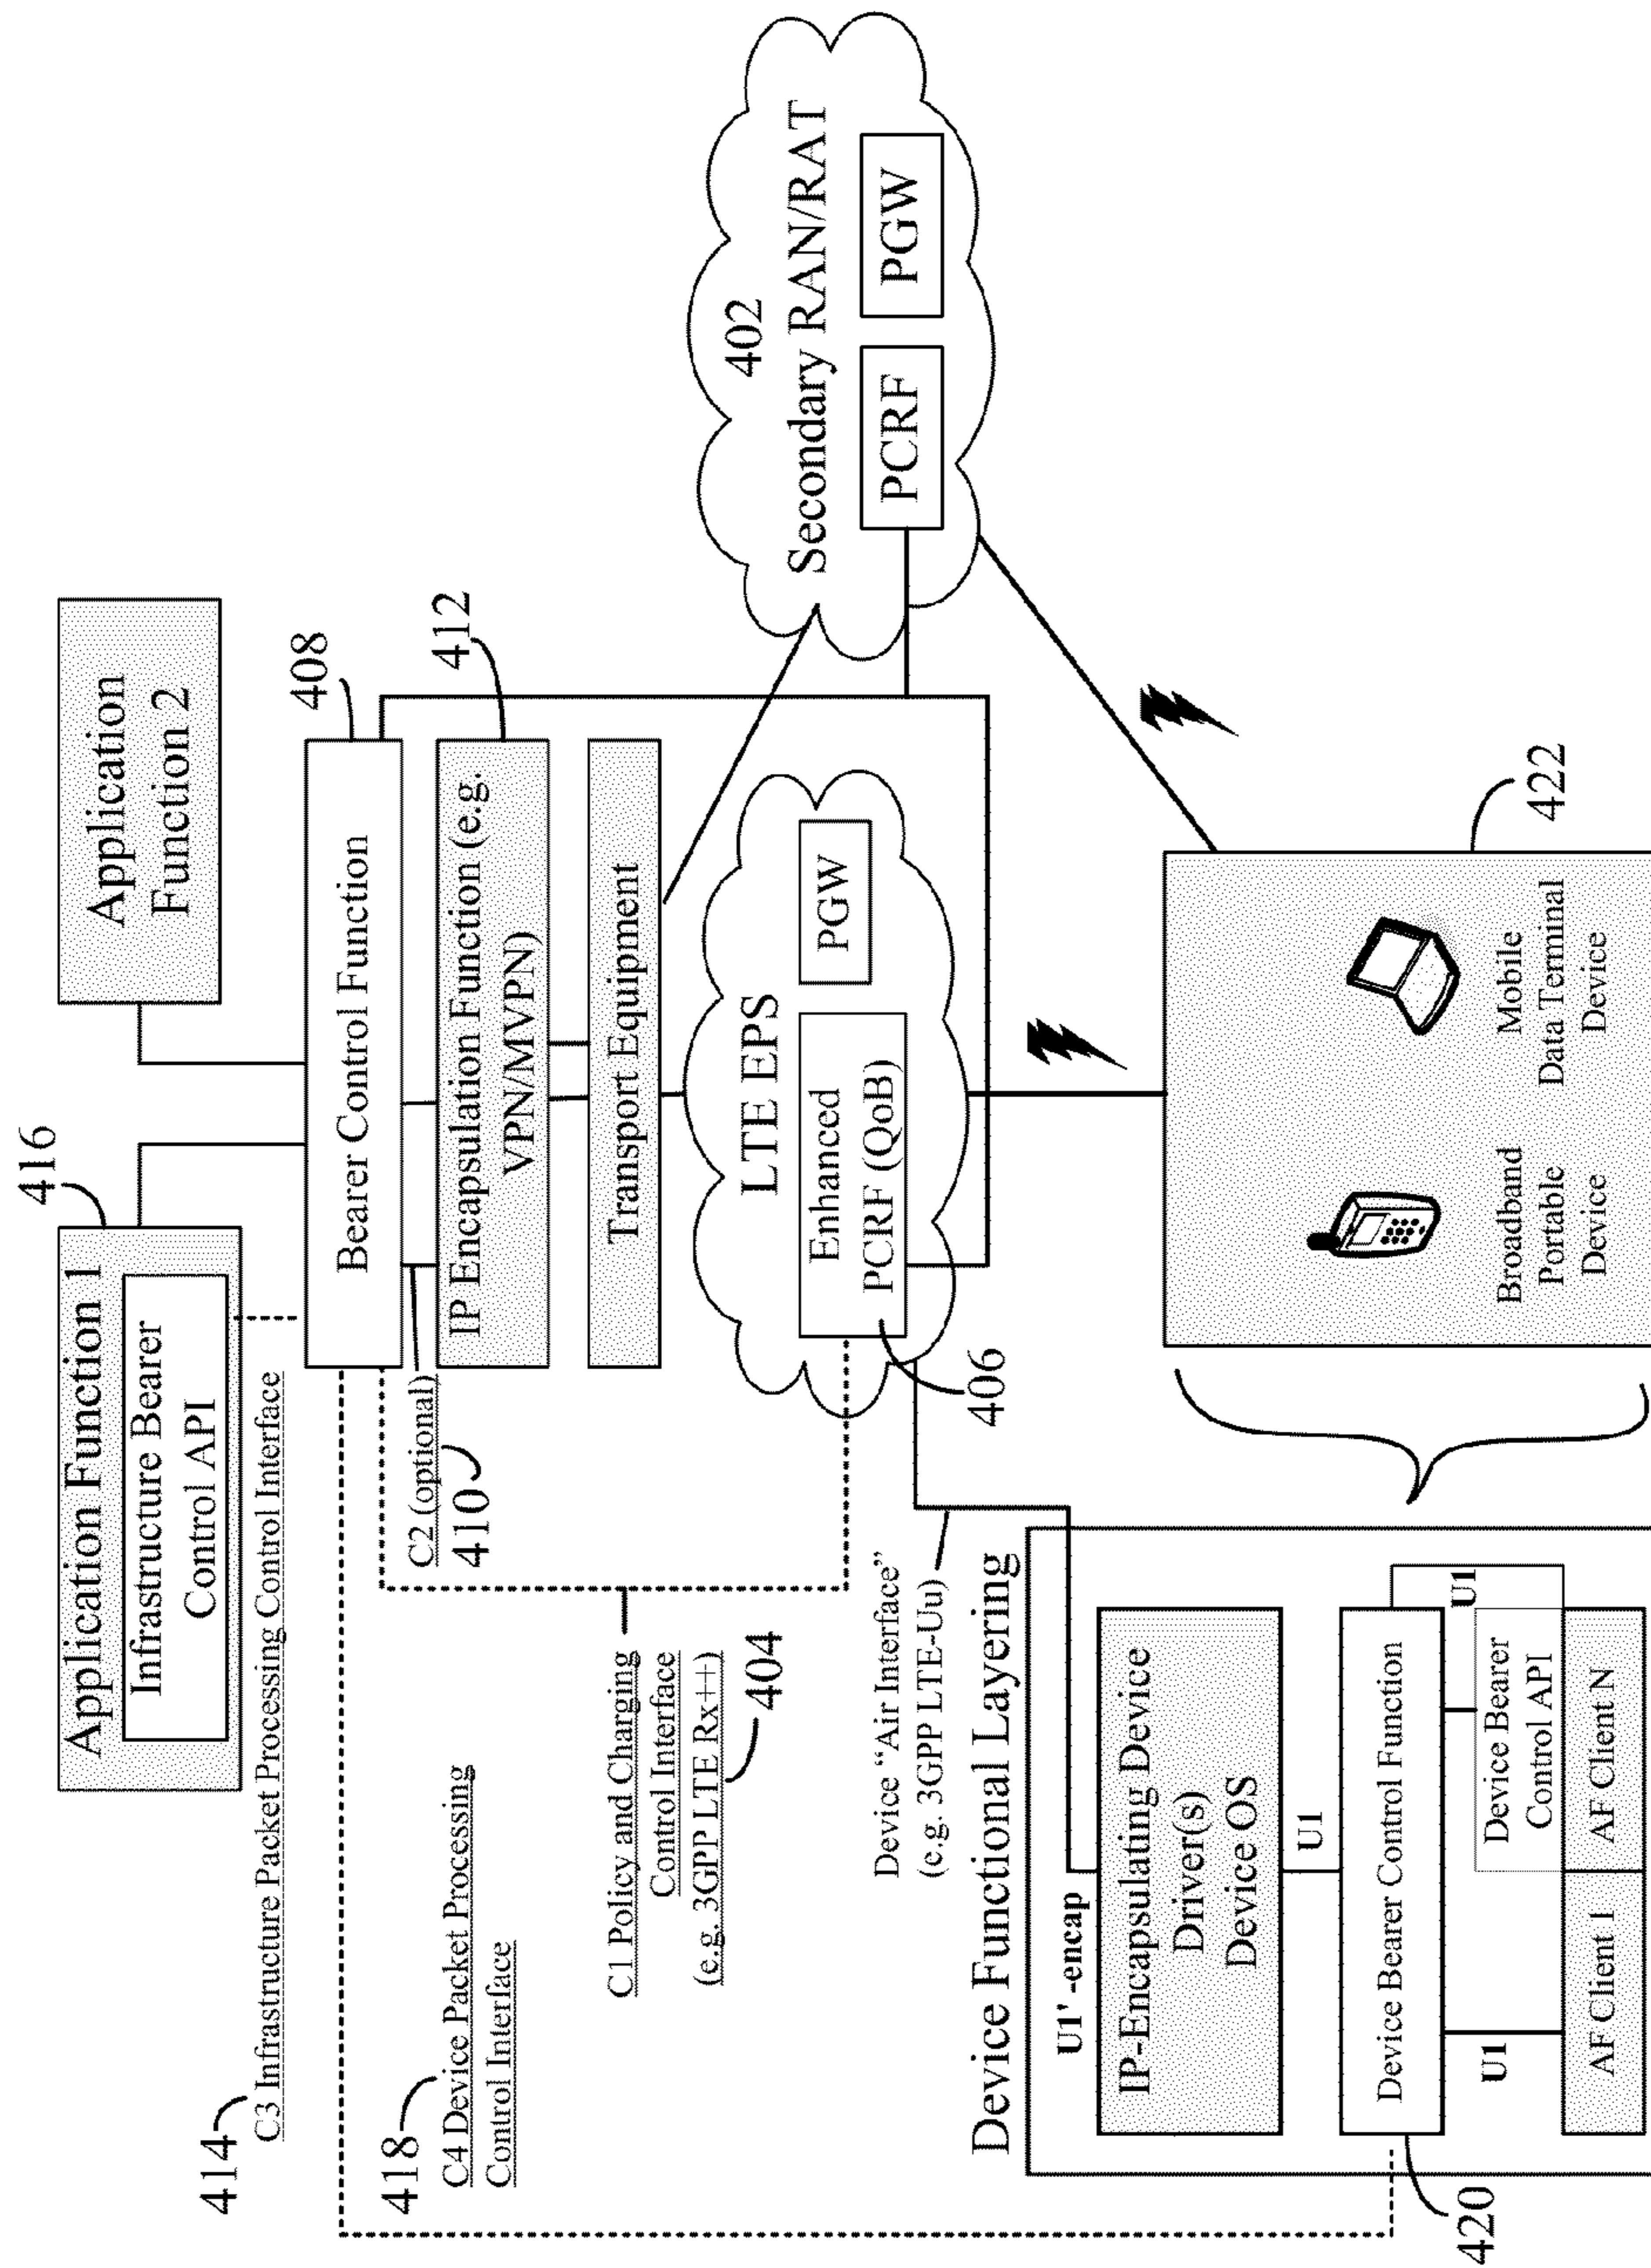 416
Application Function 1
Infrastructure Bearer
Control API
Application
Function 2
414
C3 Infrastructure Packet Processing Control Interface
408
Bearer Control Function
C2 (optional)
410
412
IP Encapsulation Function (e.g.
VPN/MVPN)
Transport Equipment
418
C4 Device Packet Processing
Control Interface
C1 Policy and Charging
Control Interface
(e.g. 3GPP LTE Rx++)
404
LTE EPS
Enhanced
PCRF (QoB)
PGW
406
402
Secondary RAN/RAT
PCRF
PGW
Device "Air Interface"
(e.g. 3GPP LTE-Uu)
Device Functional Layering
U1' -encap
IP-Encapsulating Device
Driver(s)
Device OS
U1
Device Bearer Control Function
420
U1
U1
Device Bearer
Control API
AF Client 1
AF Client N
422
Broadband
Portable
Device
Mobile
Data Terminal
Device